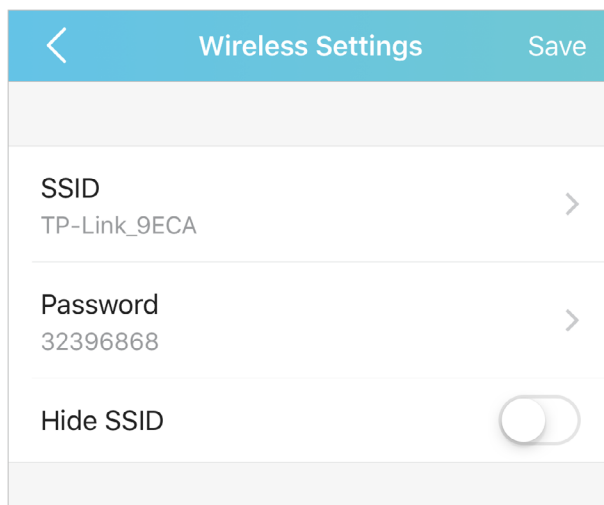 Wireless Settings Save
SSID
TP-Link_9ECA
Password
32396868
Hide SSID